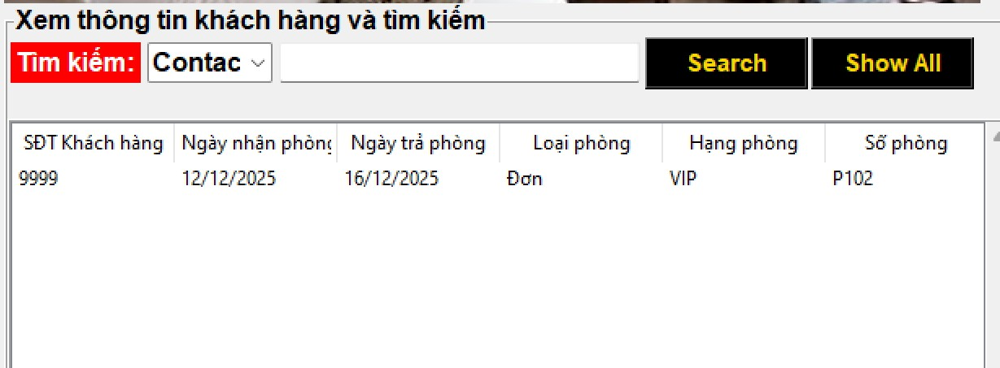 Xem thông tin khách hàng và tìm kiếm
Tìm kiếm: Contac Search Show All
SĐT Khách hàng Ngày nhận phòng Ngày trả phòng Loại phòng Hạng phòng Số phòng
9999 12/12/2025 16/12/2025 Đơn VIP P102